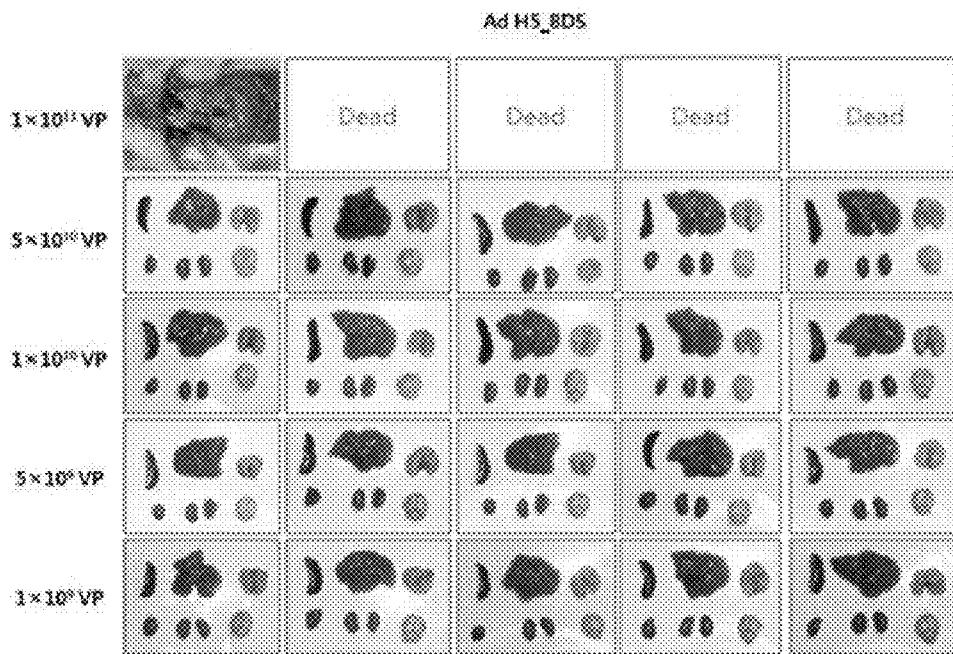 Ad H5_BDS
1×10¹¹ VP
Dead
Dead
Dead
Dead
5×10¹⁰ VP
1×10¹⁰ VP
5×10⁹ VP
1×10⁹ VP